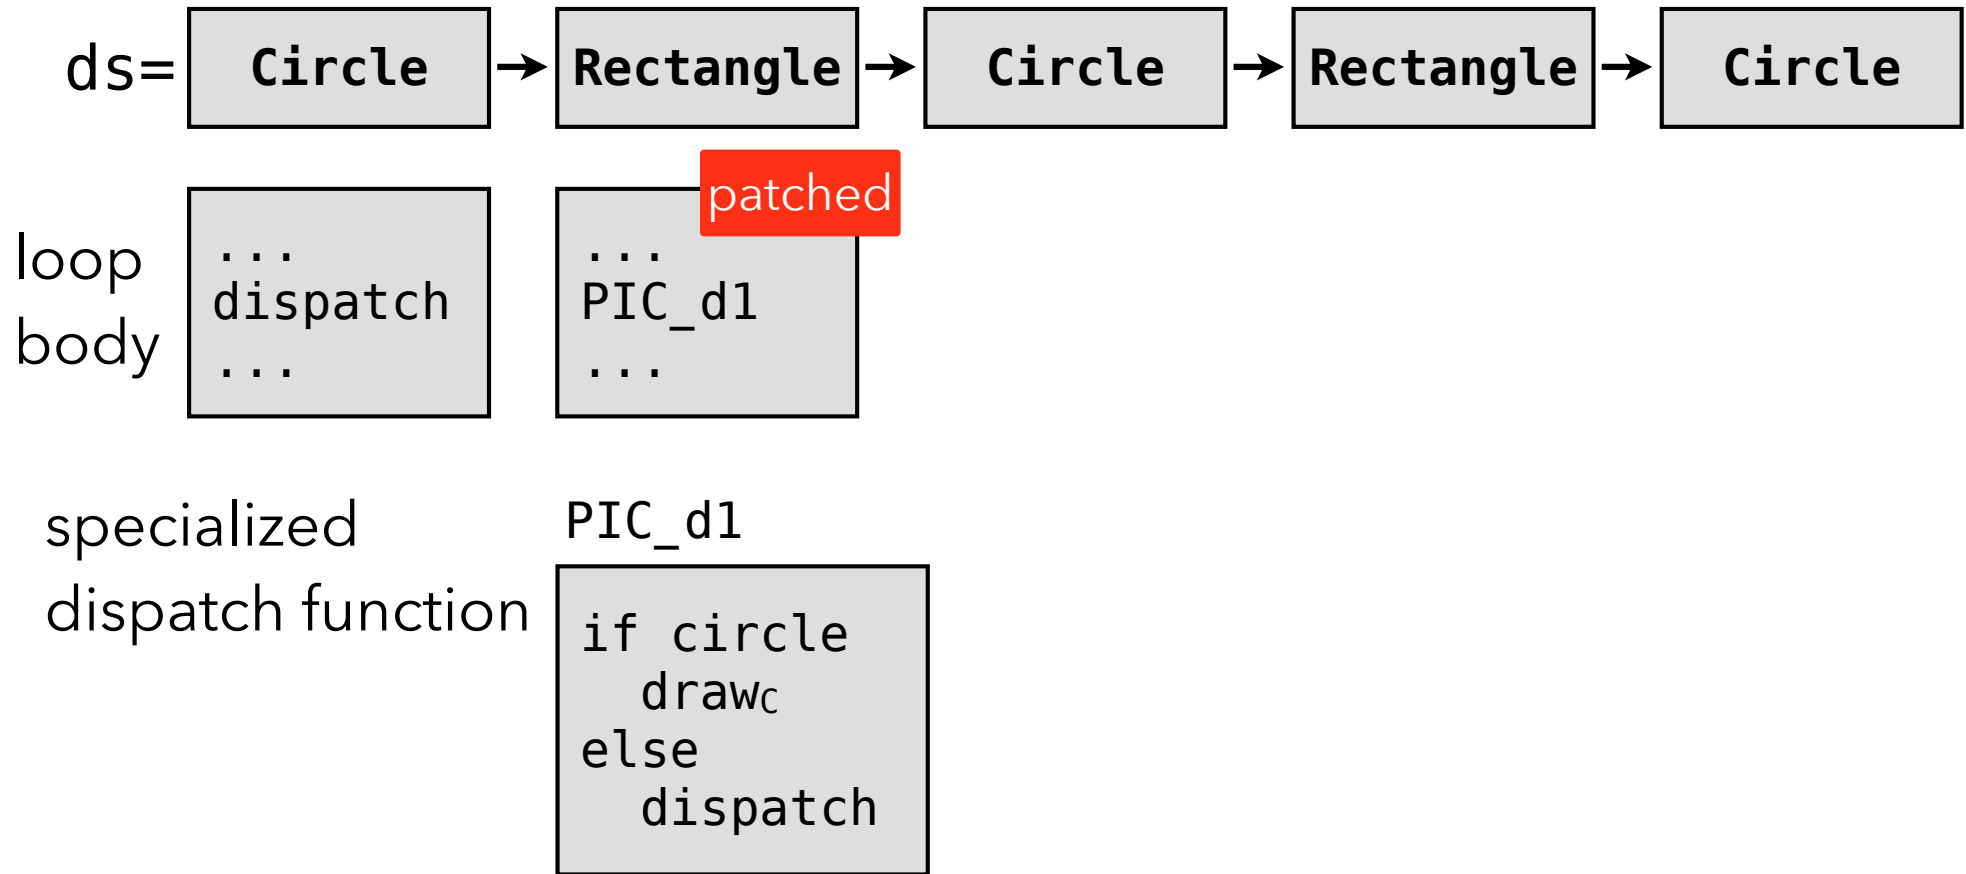 ds= Circle Rectangle Circle Rectangle Circle
patched
loop
body
...
dispatch
...
...
PIC_d1
...
specialized
dispatch function
PIC_d1
if circle
  drawC
else
  dispatch